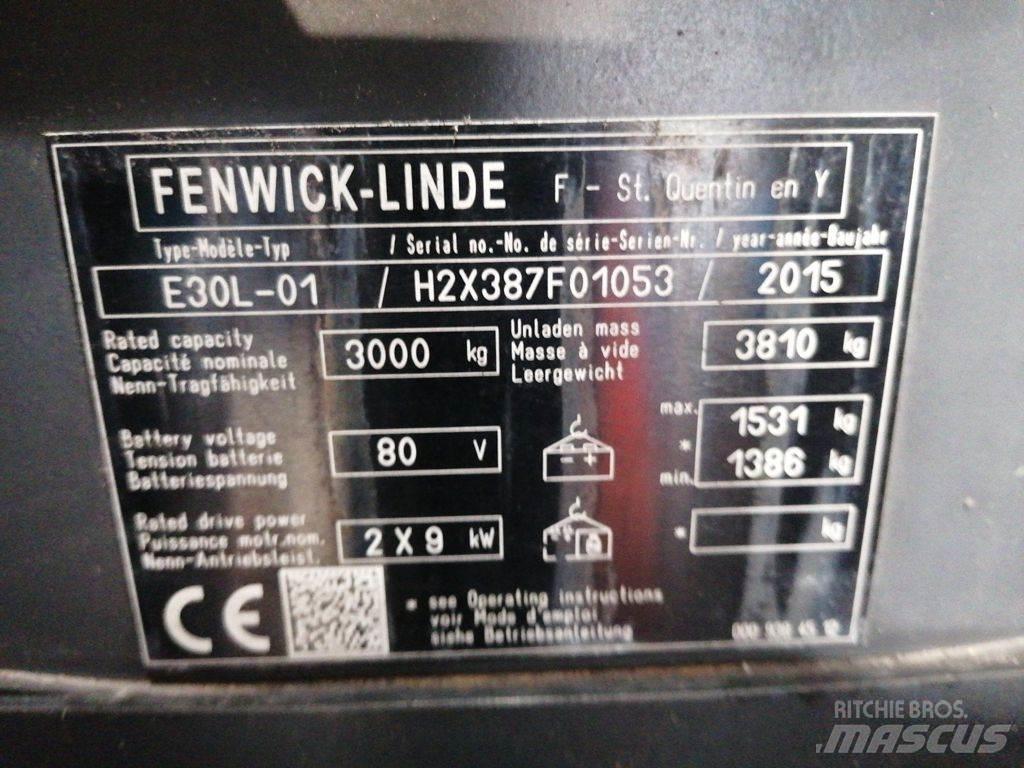 FENWICK-LINDE F - St. Quentin en Y
Type-Modèle-Typ / Serial no.-No. de série-Serien-Nr. / year-année-Baujahr
E30L-01 / H2X387F01053 / 2015
Rated capacity
Capacité nominale
Nenn-Tragfähigkeit
3000 kg
Unladen mass
Masse à vide
Leergewicht
3810 kg
Battery voltage
Tension batterie
Batteriespannung
80 V
- +
max. 1531 kg
*
min. 1386 kg
Rated drive power
Puissance motr.nom.
Nenn-Antriebsleist.
2 X 9 kW
* kg
CE
* see Operating instructions
voir Mode d'emploi
siehe Betriebsanleitung
RITCHIE BROS.
MASCUS